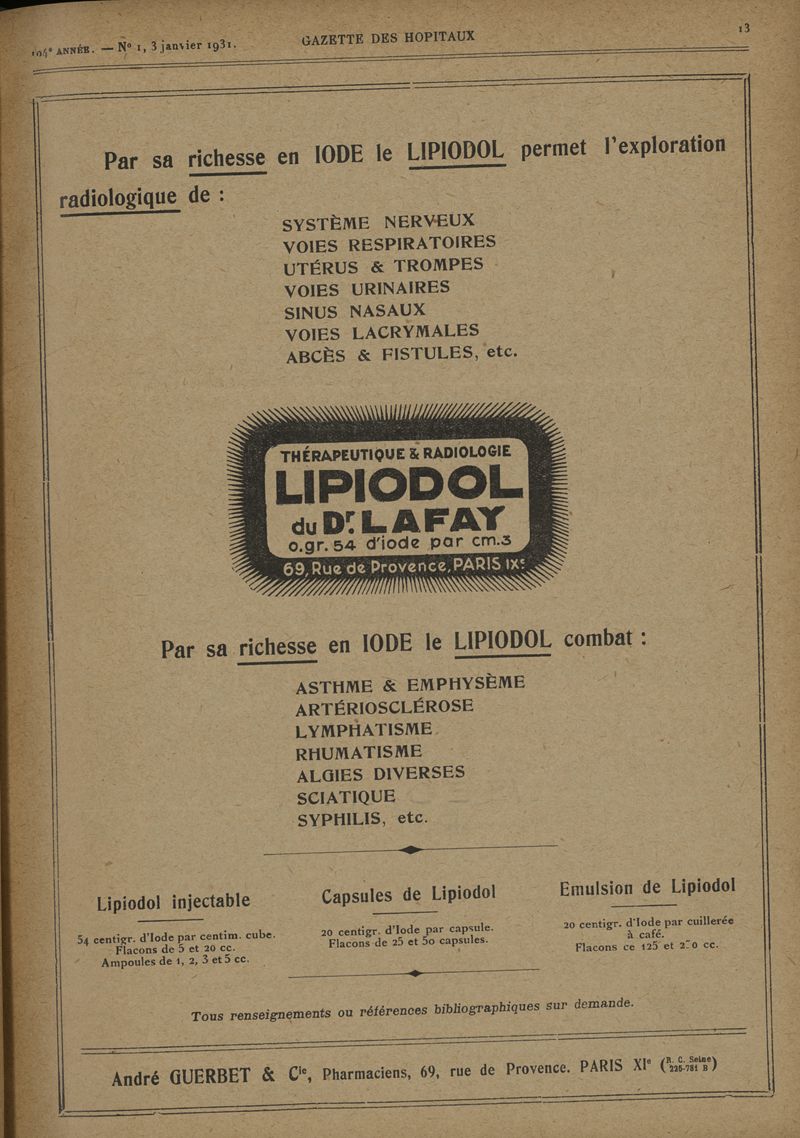 104e ANNÉE. — No 1, 3 janvier 1931.
GAZETTE DES HOPITAUX
13
Par sa richesse en IODE le LIPIODOL permet l'exploration
radiologique de :
SYSTÈME NERVEUX
VOIES RESPIRATOIRES
UTÉRUS & TROMPES
VOIES URINAIRES
SINUS NASAUX
VOIES LACRYMALES
ABCÈS & FISTULES, etc.
THÉRAPEUTIQUE & RADIOLOGIE
LIPIODOL
du Dr. LAFAY
0.gr. 54 d'iode par cm.3
69, Rue de Provence, PARIS IXe
Par sa richesse en IODE le LIPIODOL combat :
ASTHME & EMPHYSÈME
ARTÉRIOSCLÉROSE
LYMPHATISME
RHUMATISME
ALGIES DIVERSES
SCIATIQUE
SYPHILIS, etc.
Lipiodol injectable
54 centigr. d'Iode par centim. cube.
Flacons de 5 et 20 cc.
Ampoules de 1, 2, 3 et 5 cc.
Capsules de Lipiodol
20 centigr. d'Iode par capsule.
Flacons de 25 et 50 capsules.
Emulsion de Lipiodol
20 centigr. d'Iode par cuillerée
à café.
Flacons ce 125 et 250 cc.
Tous renseignements ou références bibliographiques sur demande.
André GUERBET & Cie, Pharmaciens, 69, rue de Provence. PARIS XIe (R. C. Seine 225-781 B)